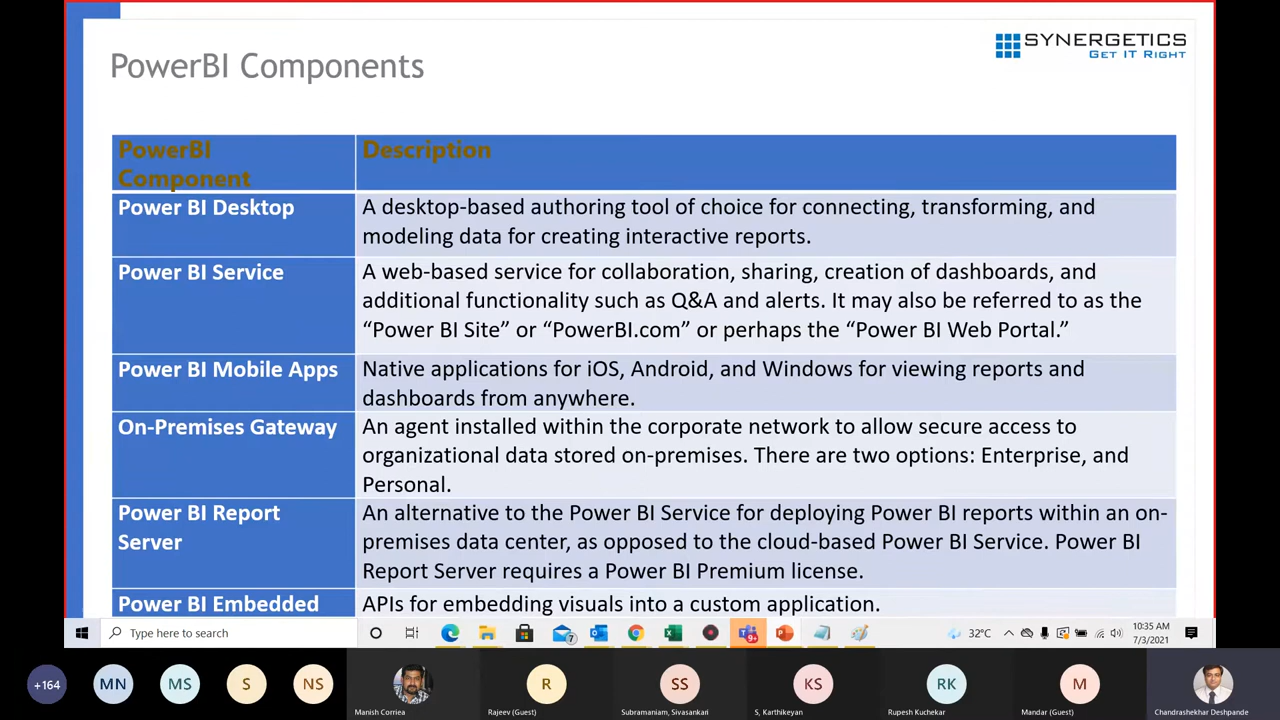 SYNERGETICS
GET IT RIGHT
PowerBI Components
PowerBI
Component
Description
Power BI Desktop
A desktop-based authoring tool of choice for connecting, transforming, and
modeling data for creating interactive reports.
Power BI Service
A web-based service for collaboration, sharing, creation of dashboards, and
additional functionality such as Q&A and alerts. It may also be referred to as the
“Power BI Site” or “PowerBI.com” or perhaps the “Power BI Web Portal.”
Power BI Mobile Apps
Native applications for iOS, Android, and Windows for viewing reports and
dashboards from anywhere.
On-Premises Gateway
An agent installed within the corporate network to allow secure access to
organizational data stored on-premises. There are two options: Enterprise, and
Personal.
Power BI Report
Server
An alternative to the Power BI Service for deploying Power BI reports within an on-
premises data center, as opposed to the cloud-based Power BI Service. Power BI
Report Server requires a Power BI Premium license.
Power BI Embedded
APIs for embedding visuals into a custom application.
Type here to search
7
9+
32°C
10:35 AM
7/3/2021
+164
MN
MS
S
NS
R
SS
KS
RK
M
Manish Corriea
Rajeev (Guest)
Subramaniam, Sivasankari
S, Karthikeyan
Rupesh Kuchekar
Mandar (Guest)
Chandrashekhar Deshpande